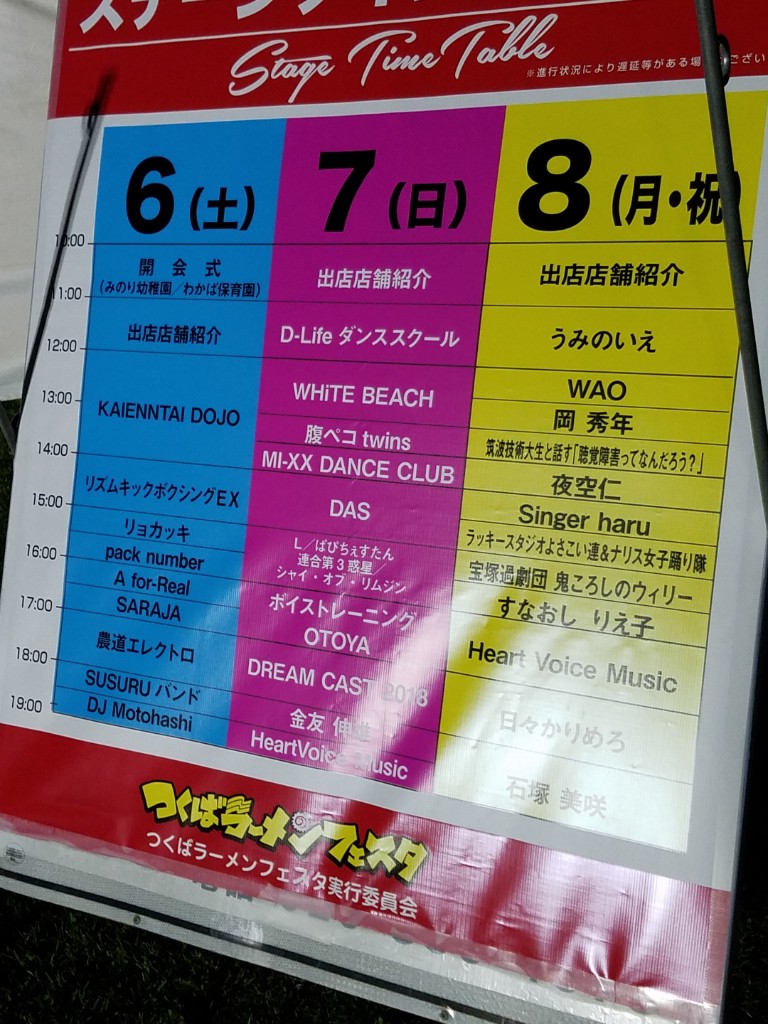 Stage Time Table
※進行状況により遅延等がある場
ござい
6(土)
7(日)
8(月・祝)
10:00
11:00
12:00
13:00
14:00
15:00
16:00
17:00
18:00
19:00
開会式
(みのり幼稚園/わかば保育園)
出店店舗紹介
KAIENNTAI DOJO
リズムキックボクシングEX
リョカッキ
pack number
A for-Real
SARAJA
農道エレクトロ
SUSURU バンド
DJ Motohashi
出店店舗紹介
D-Life ダンススクール
WHiTE BEACH
腹ペコtwins
MI-XX DANCE CLUB
DAS
L/ぱぴちぇすたん
連合第3惑星/
シャイ・オブ・リムジン
ボイストレーニング
OTOYA
DREAM CAST 2018
金友 伸雄
HeartVoice Music
出店店舗紹介
うみのいえ
WAO
岡 秀年
筑波技術大生と話す「聴覚障害ってなんだろう?」
夜空仁
Singer haru
ラッキースタジオよさこい連&ナリス女子踊り隊
宝塚過劇団 鬼ころしのウィリー
すなおし りえ子
Heart Voice Music
日々かりめろ
石塚 美咲
つくばラーメンフェスタ
つくばラーメンフェスタ実行委員会